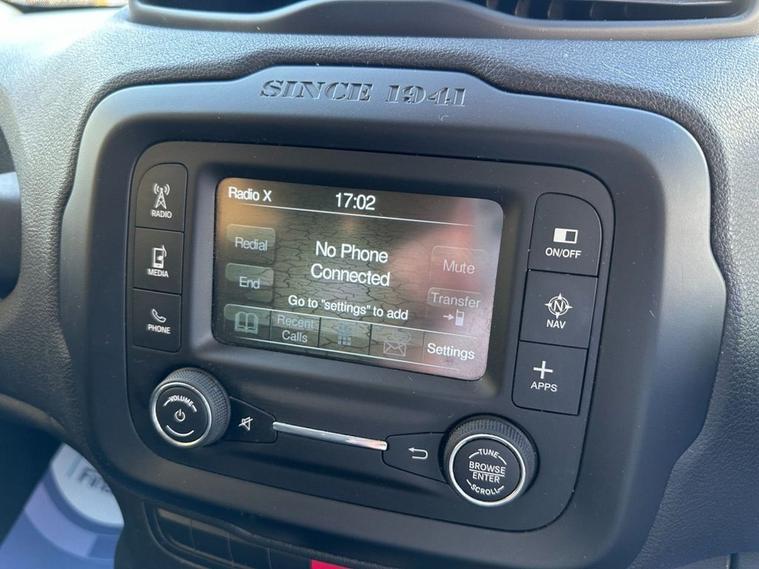 SINCE 1941
RADIO
MEDIA
PHONE
Radio X
17:02
Redial
End
No Phone
Connected
Go to "settings" to add
Mute
Transfer
Recent
Calls
Settings
ON/OFF
N
NAV
APPS
VOLUME
TUNE
BROWSE
ENTER
SCROLL